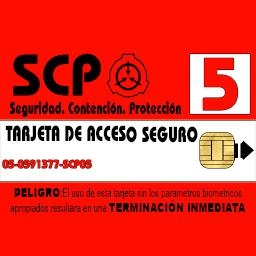 SCP
5
Seguridad. Contención. Protección
TARJETA DE ACCESO SEGURO
05-0591377-SCP05
PELIGRO:El uso de esta tarjeta sin los parametros biometricos
apropiados resultara en una TERMINACIÓN INMEDIATA